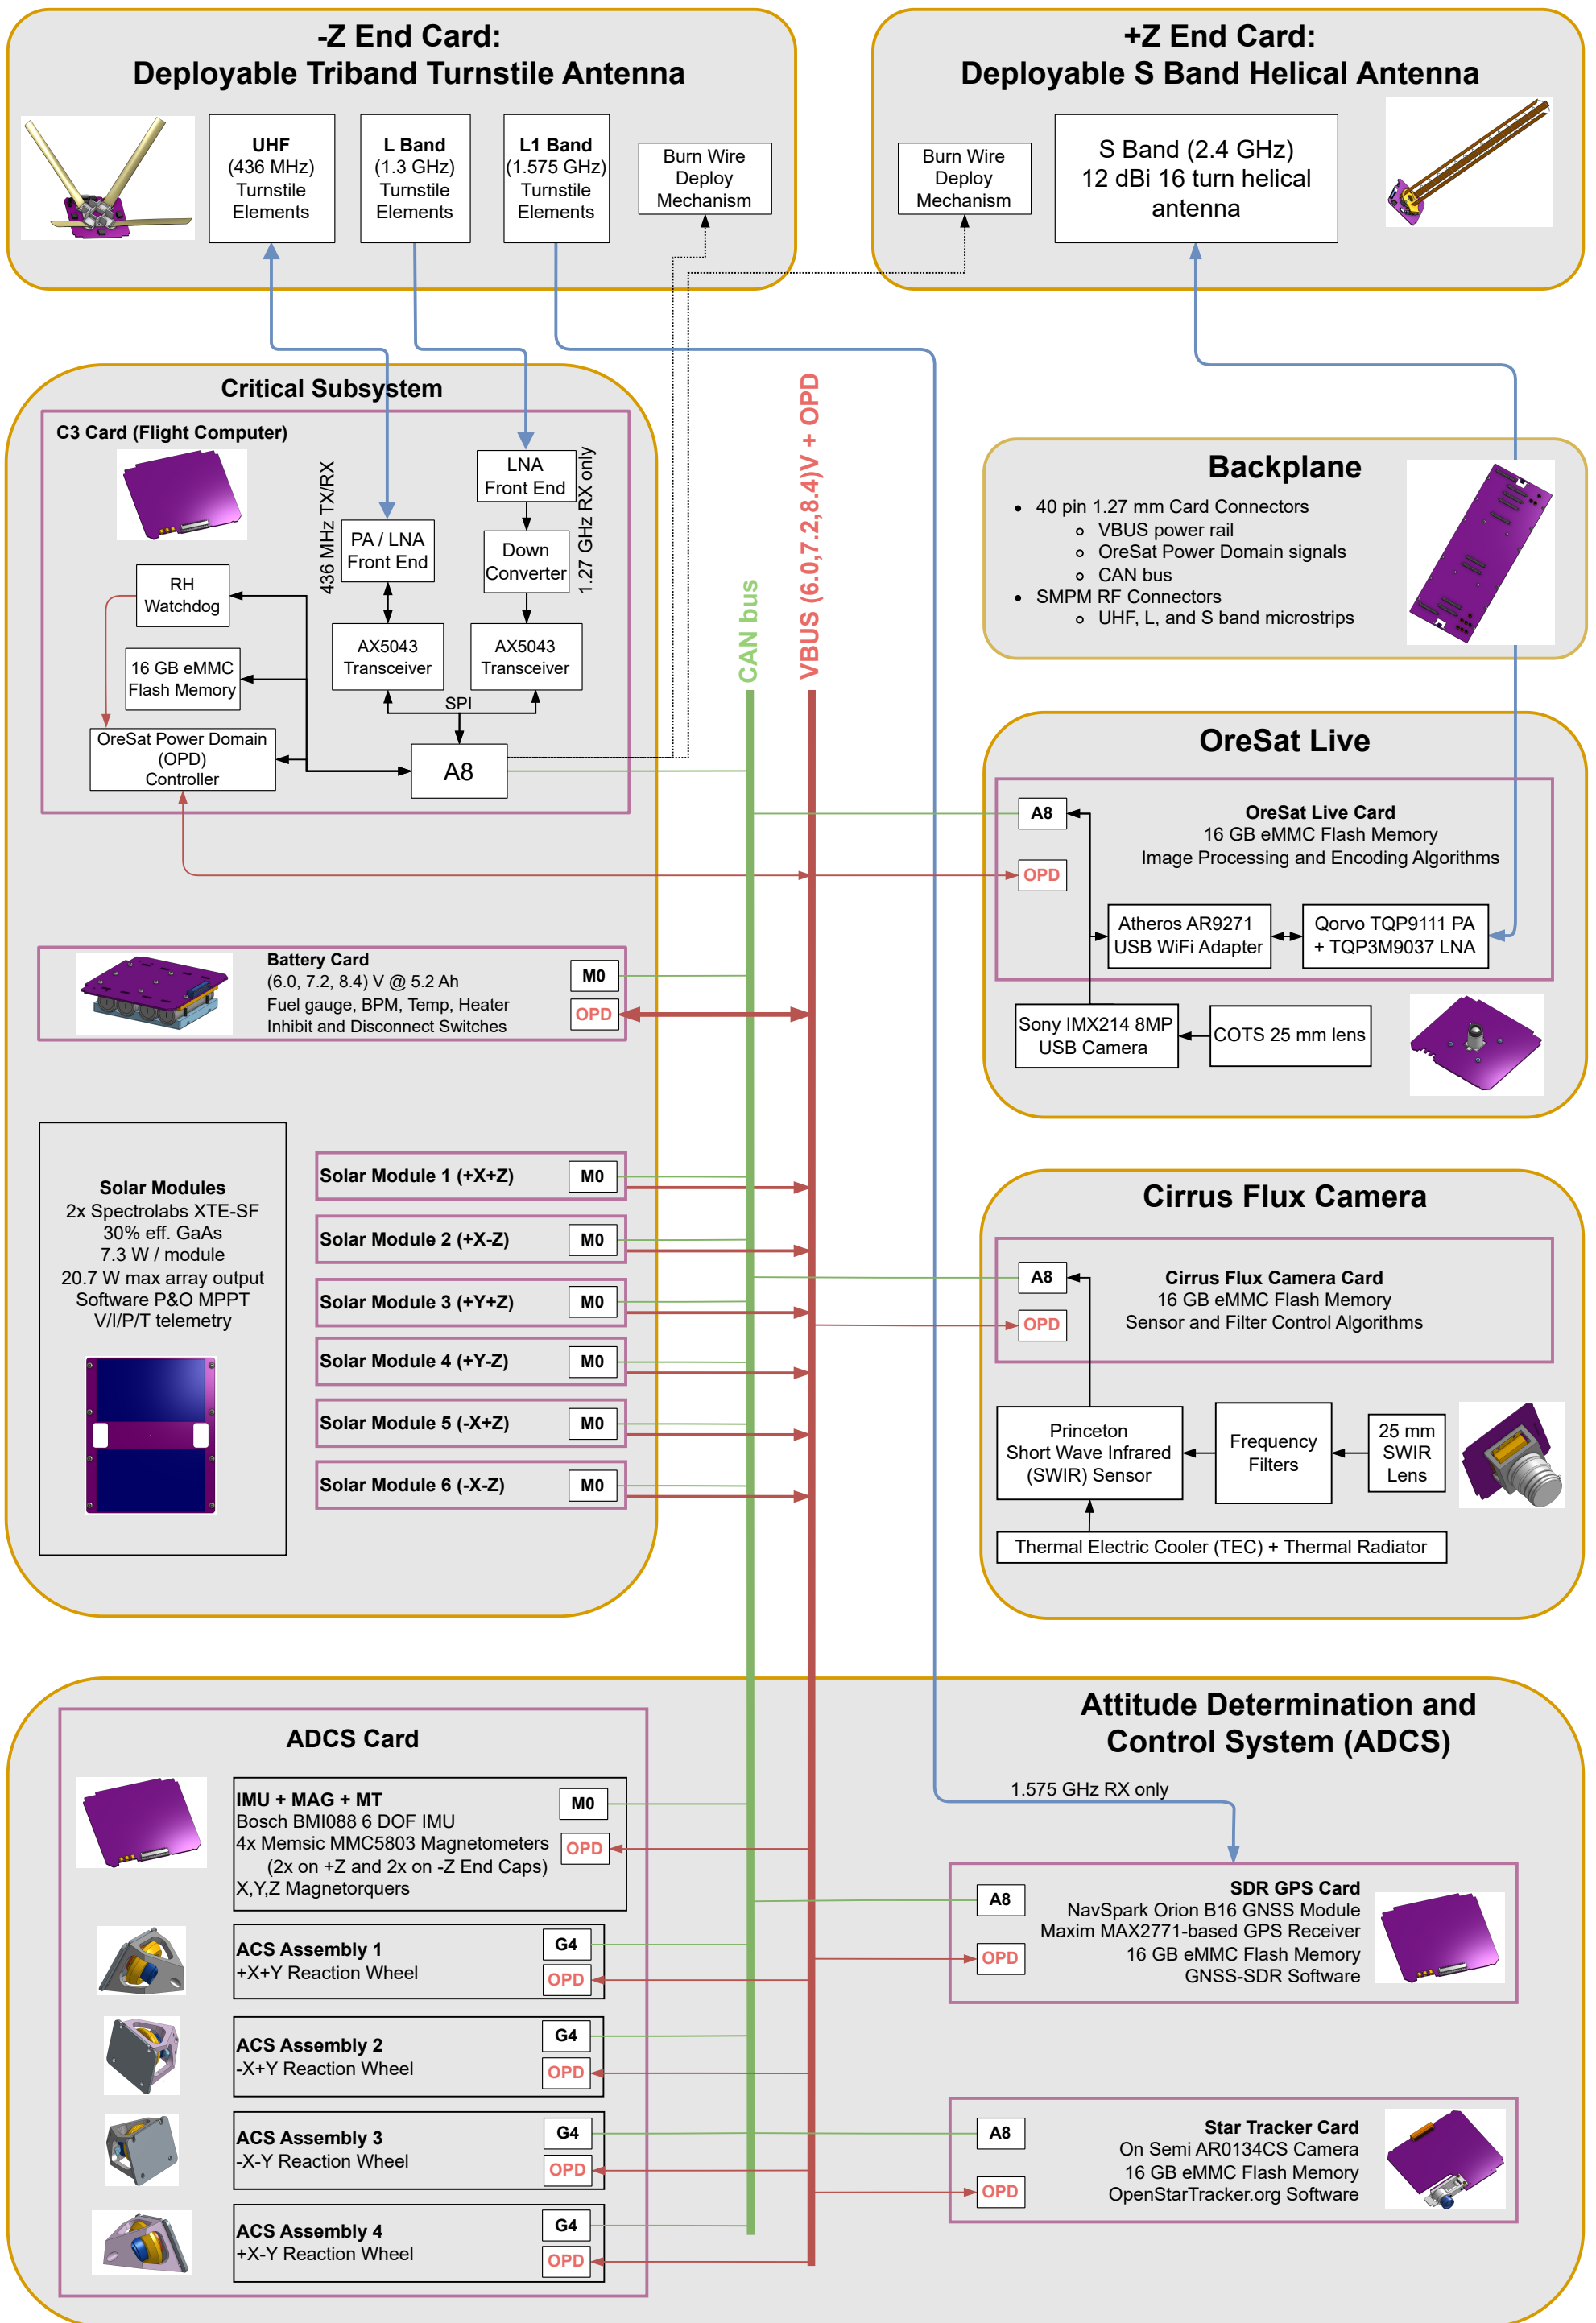 -Z End Card:
Deployable Triband Turnstile Antenna
UHF
(436 MHz)
Turnstile
Elements
L Band
(1.3 GHz)
Turnstile
Elements
L1 Band
(1.575 GHz)
Turnstile
Elements
Burn Wire
Deploy
Mechanism
+Z End Card:
Deployable S Band Helical Antenna
Burn Wire
Deploy
Mechanism
S Band (2.4 GHz)
12 dBi 16 turn helical
antenna
Critical Subsystem
C3 Card (Flight Computer)
436 MHz TX/RX
LNA
Front End
1.27 GHz RX only
PA / LNA
Front End
Down
Converter
RH
Watchdog
AX5043
Transceiver
AX5043
Transceiver
16 GB eMMC
Flash Memory
SPI
OreSat Power Domain
(OPD)
Controller
A8
CAN bus
VBUS (6.0,7.2,8.4)V + OPD
Backplane
• 40 pin 1.27 mm Card Connectors
o VBUS power rail
o OreSat Power Domain signals
o CAN bus
• SMPM RF Connectors
o UHF, L, and S band microstrips
OreSat Live
A8
OPD
OreSat Live Card
16 GB eMMC Flash Memory
Image Processing and Encoding Algorithms
Atheros AR9271
USB WiFi Adapter
Qorvo TQP9111 PA
+ TQP3M9037 LNA
Sony IMX214 8MP
USB Camera
COTS 25 mm lens
Battery Card
(6.0, 7.2, 8.4) V @ 5.2 Ah
Fuel gauge, BPM, Temp, Heater
Inhibit and Disconnect Switches
M0
OPD
Solar Modules
2x Spectrolabs XTE-SF
30% eff. GaAs
7.3 W / module
20.7 W max array output
Software P&O MPPT
V/I/P/T telemetry
Solar Module 1 (+X+Z)
M0
Solar Module 2 (+X-Z)
M0
Solar Module 3 (+Y+Z)
M0
Solar Module 4 (+Y-Z)
M0
Solar Module 5 (-X+Z)
M0
Solar Module 6 (-X-Z)
M0
Cirrus Flux Camera
A8
OPD
Cirrus Flux Camera Card
16 GB eMMC Flash Memory
Sensor and Filter Control Algorithms
Princeton
Short Wave Infrared
(SWIR) Sensor
Frequency
Filters
25 mm
SWIR
Lens
Thermal Electric Cooler (TEC) + Thermal Radiator
Attitude Determination and
Control System (ADCS)
1.575 GHz RX only
ADCS Card
IMU + MAG + MT
Bosch BMI088 6 DOF IMU
4x Memsic MMC5803 Magnetometers
(2x on +Z and 2x on -Z End Caps)
X,Y,Z Magnetorquers
M0
OPD
ACS Assembly 1
+X+Y Reaction Wheel
G4
OPD
ACS Assembly 2
-X+Y Reaction Wheel
G4
OPD
ACS Assembly 3
-X-Y Reaction Wheel
G4
OPD
ACS Assembly 4
+X-Y Reaction Wheel
G4
OPD
A8
OPD
SDR GPS Card
NavSpark Orion B16 GNSS Module
Maxim MAX2771-based GPS Receiver
16 GB eMMC Flash Memory
GNSS-SDR Software
A8
OPD
Star Tracker Card
On Semi AR0134CS Camera
16 GB eMMC Flash Memory
OpenStarTracker.org Software